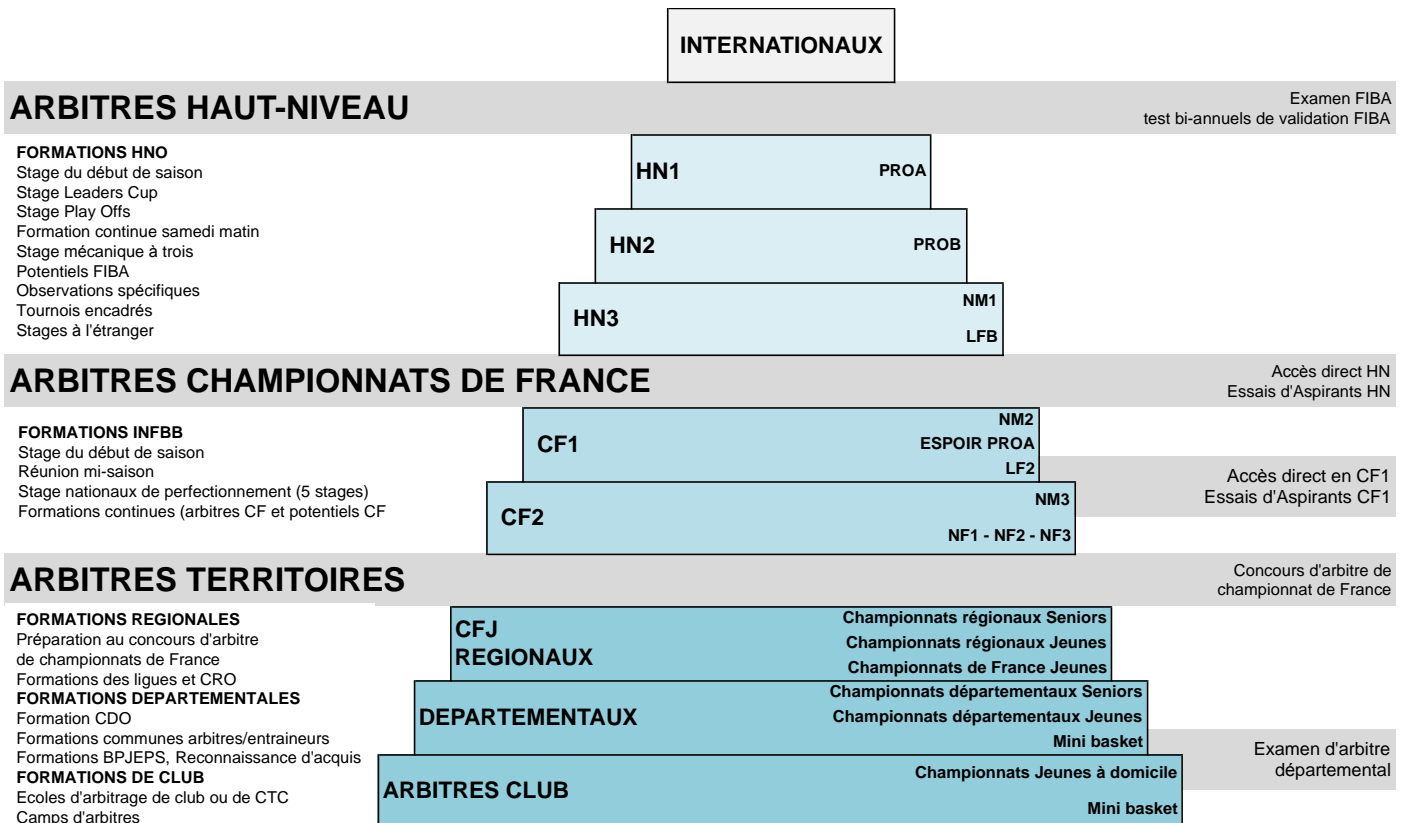 INTERNATIONAUX
ARBITRES HAUT-NIVEAU
Examen FIBA
test bi-annuels de validation FIBA
FORMATIONS HNO
Stage du début de saison
Stage Leaders Cup
Stage Play Offs
Formation continue samedi matin
Stage mécanique à trois
Potentiels FIBA
Observations spécifiques
Tournois encadrés
Stages à l'étranger
HN1
PROA
HN2
PROB
HN3
NM1
LFB
ARBITRES CHAMPIONNATS DE FRANCE
Accès direct HN
Essais d'Aspirants HN
FORMATIONS INFBB
Stage du début de saison
Réunion mi-saison
Stage nationaux de perfectionnement (5 stages)
Formations continues (arbitres CF et potentiels CF
CF1
NM2
ESPOIR PROA
LF2
Accès direct en CF1
Essais d'Aspirants CF1
CF2
NM3
NF1 - NF2 - NF3
ARBITRES TERRITOIRES
Concours d'arbitre de
championnat de France
FORMATIONS REGIONALES
Préparation au concours d'arbitre
de championnats de France
Formations des ligues et CRO
FORMATIONS DEPARTEMENTALES
Formation CDO
Formations communes arbitres/entraineurs
Formations BPJEPS, Reconnaissance d'acquis
FORMATIONS DE CLUB
Ecoles d'arbitrage de club ou de CTC
Camps d'arbitres
CFJ
REGIONAUX
Championnats régionaux Seniors
Championnats régionaux Jeunes
Championnats de France Jeunes
DEPARTEMENTAUX
Championnats départementaux Seniors
Championnats départementaux Jeunes
Mini basket
Examen d'arbitre
départemental
ARBITRES CLUB
Championnats Jeunes à domicile
Mini basket